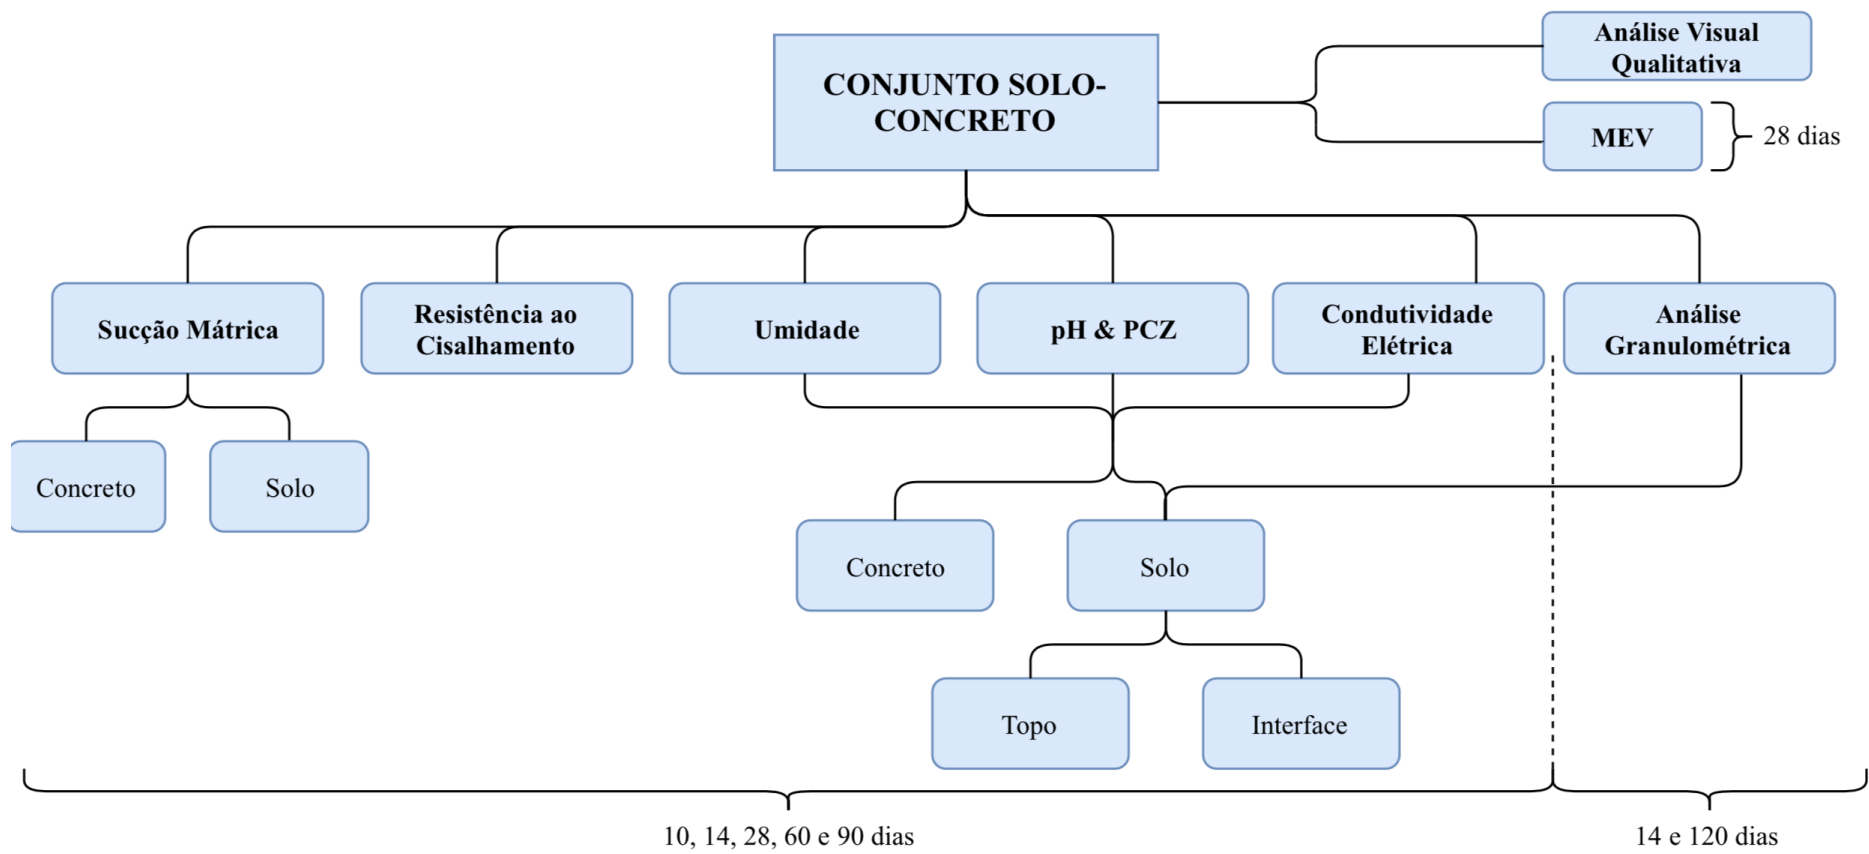 CONJUNTO SOLO-
CONCRETO
Análise Visual
Qualitativa
MEV
28 dias
Sucção Mátrica
Resistência ao
Cisalhamento
Umidade
pH & PCZ
Condutividade
Elétrica
Análise
Granulométrica
Concreto
Solo
Concreto
Solo
Topo
Interface
10, 14, 28, 60 e 90 dias
14 e 120 dias